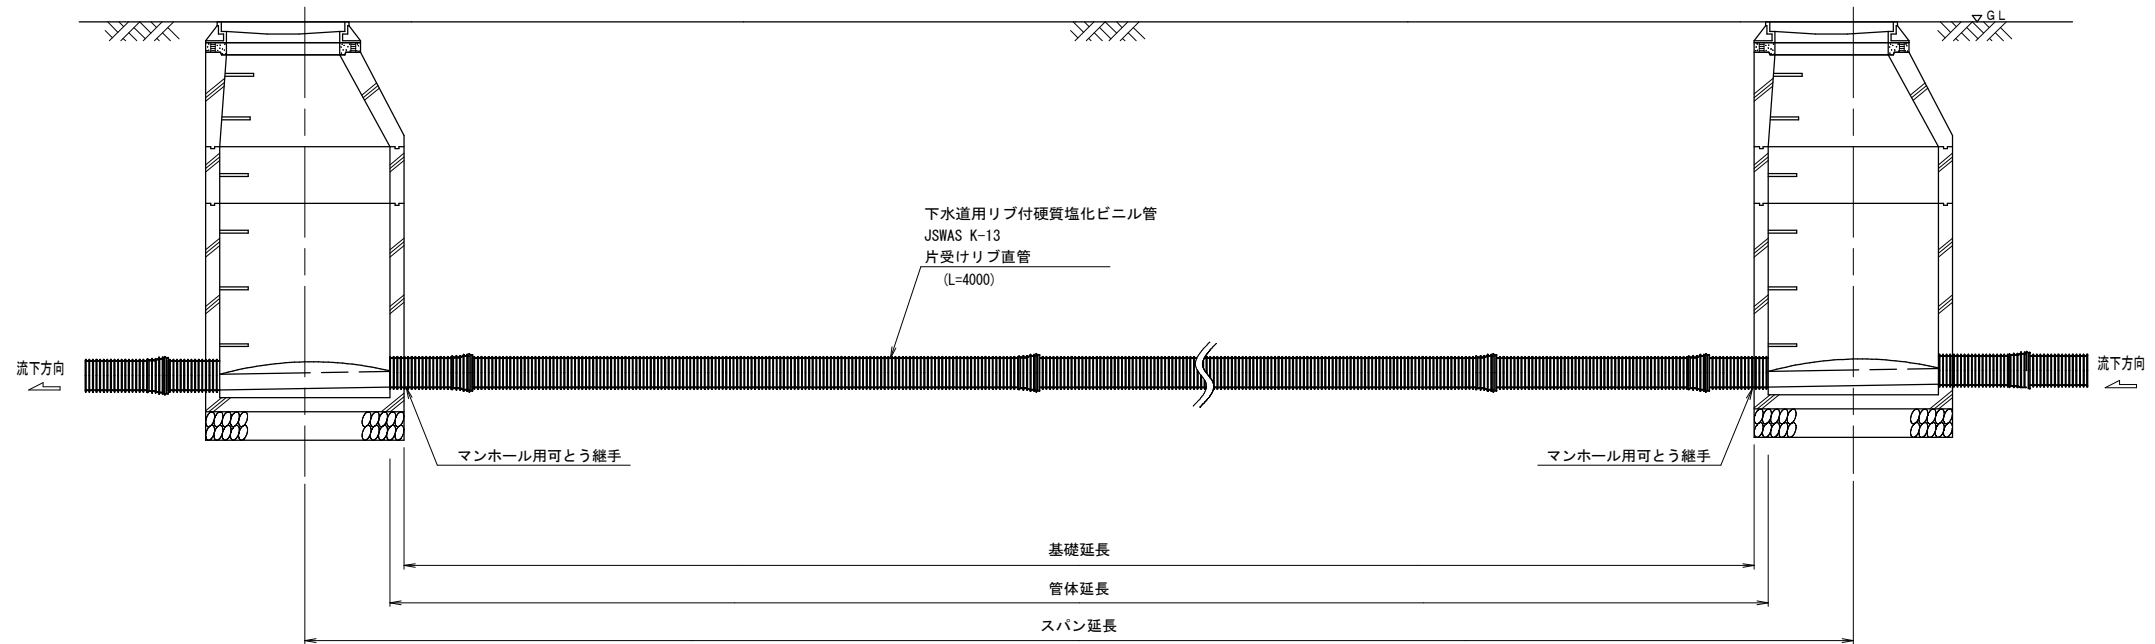 GL
下水道用リブ付硬質塩化ビニル管
JSWAS K-13
片受けリブ直管
(L=4000)
流下方向
流下方向
マンホール用可とう継手
マンホール用可とう継手
基礎延長
管体延長
スパン延長